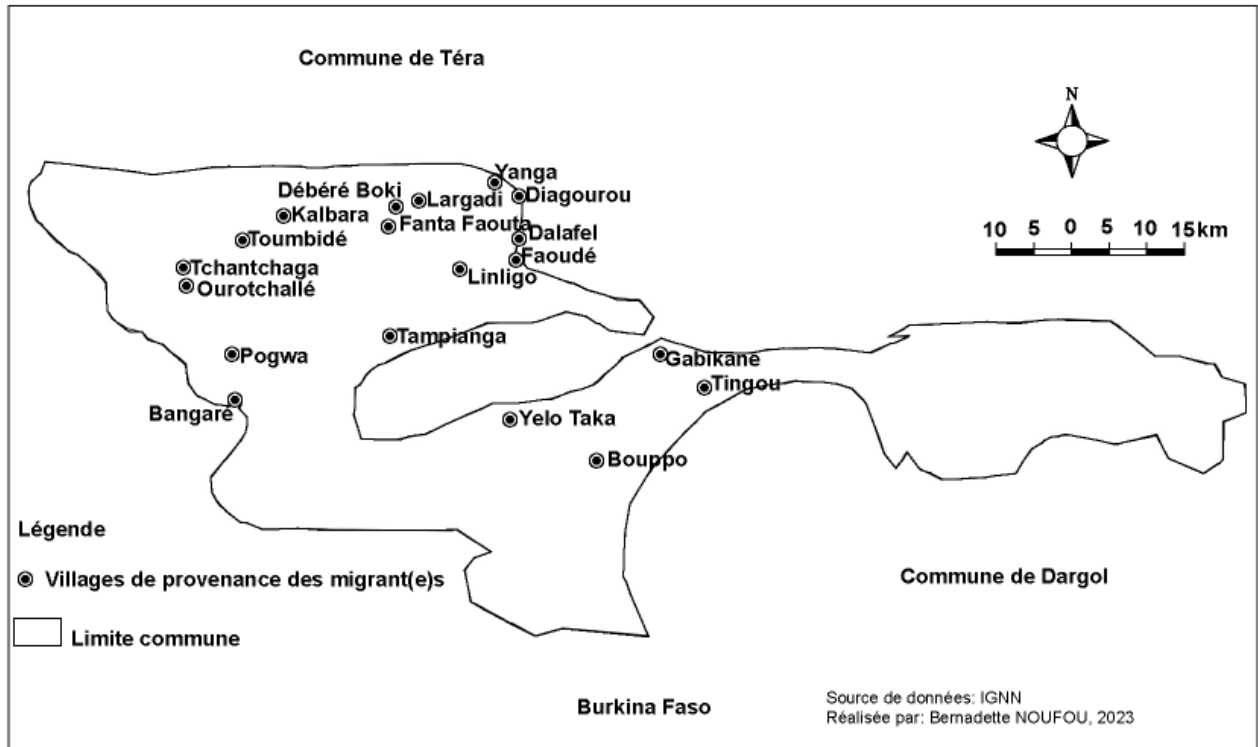 Commune de Téra
N
Yanga
Débéré Boki
Largadi
Diagourou
Kalbara
Fanta Faouta
Toumbidé
Dalafel
10 5 0 5 10 15 km
Faoudé
Tchantchaga
Linligo
Ourotchallé
Tampianga
Pogwa
Gabikane
Tingou
Bangaré
Yelo Taka
Bouppo
Légende
Villages de provenance des migrant(e)s
Commune de Dargol
Limite commune
Burkina Faso
Source de données: IGNN
Réalisée par: Bernadette NOUFOU, 2023